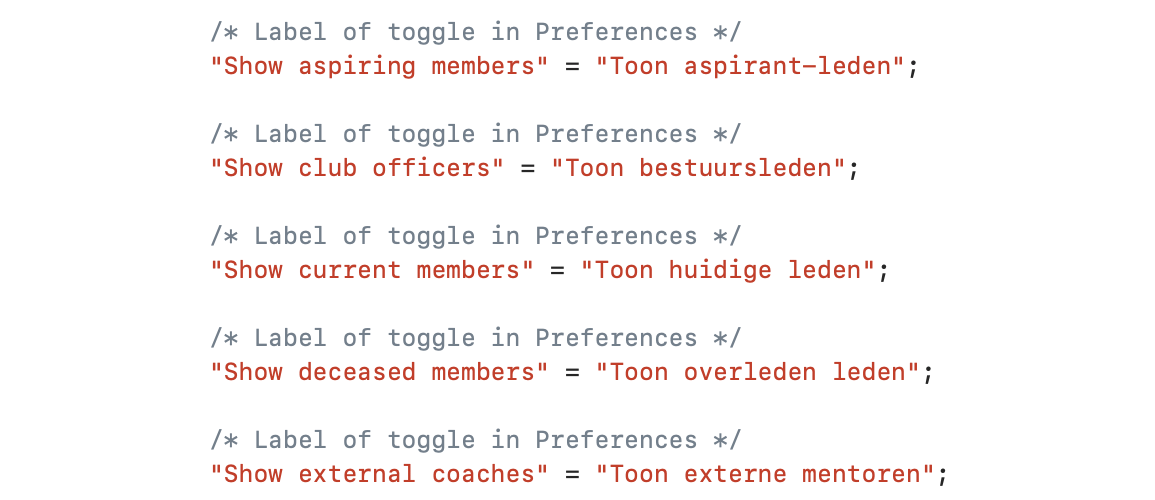 /* Label of toggle in Preferences */
"Show aspiring members" = "Toon aspirant-leden";
/* Label of toggle in Preferences */
"Show club officers" = "Toon bestuursleden";
/* Label of toggle in Preferences */
"Show current members" = "Toon huidige leden";
/* Label of toggle in Preferences */
"Show deceased members" = "Toon overleden leden";
/* Label of toggle in Preferences */
"Show external coaches" = "Toon externe mentoren";